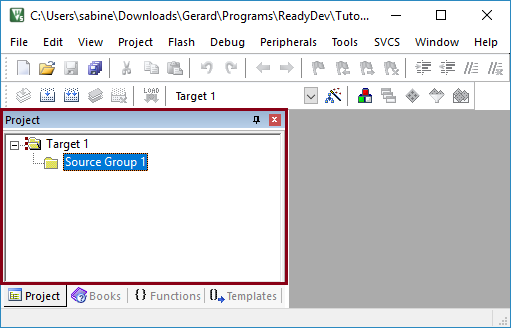 C:\Users\sabine\Downloads\Gerard\Programs\ReadyDev\Tuto...
File Edit View Project Flash Debug Peripherals Tools SVCS Window Help
LOAD Target 1
Project
Target 1
Source Group 1
Project Books {} Functions {} Templates